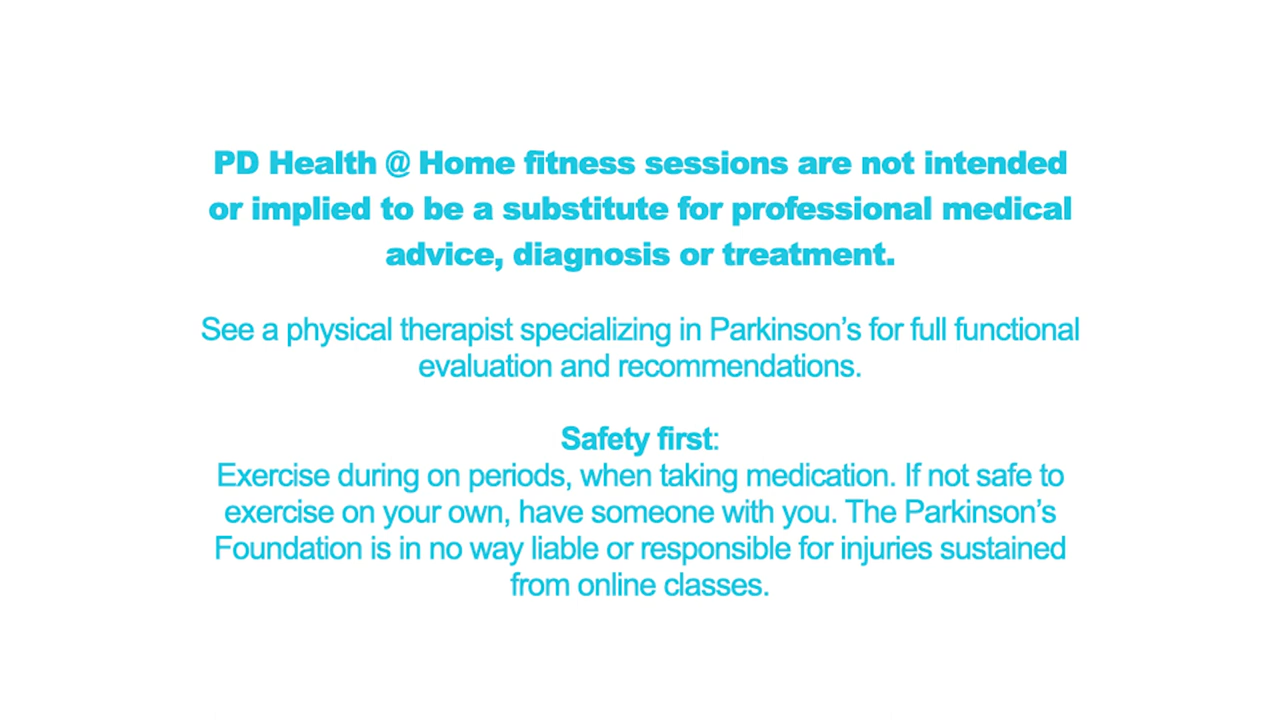 PD Health @ Home fitness sessions are not intended
or implied to be a substitute for professional medical
advice, diagnosis or treatment.
See a physical therapist specializing in Parkinson’s for full functional
evaluation and recommendations.
Safety first:
Exercise during on periods, when taking medication. If not safe to
exercise on your own, have someone with you. The Parkinson’s
Foundation is in no way liable or responsible for injuries sustained
from online classes.